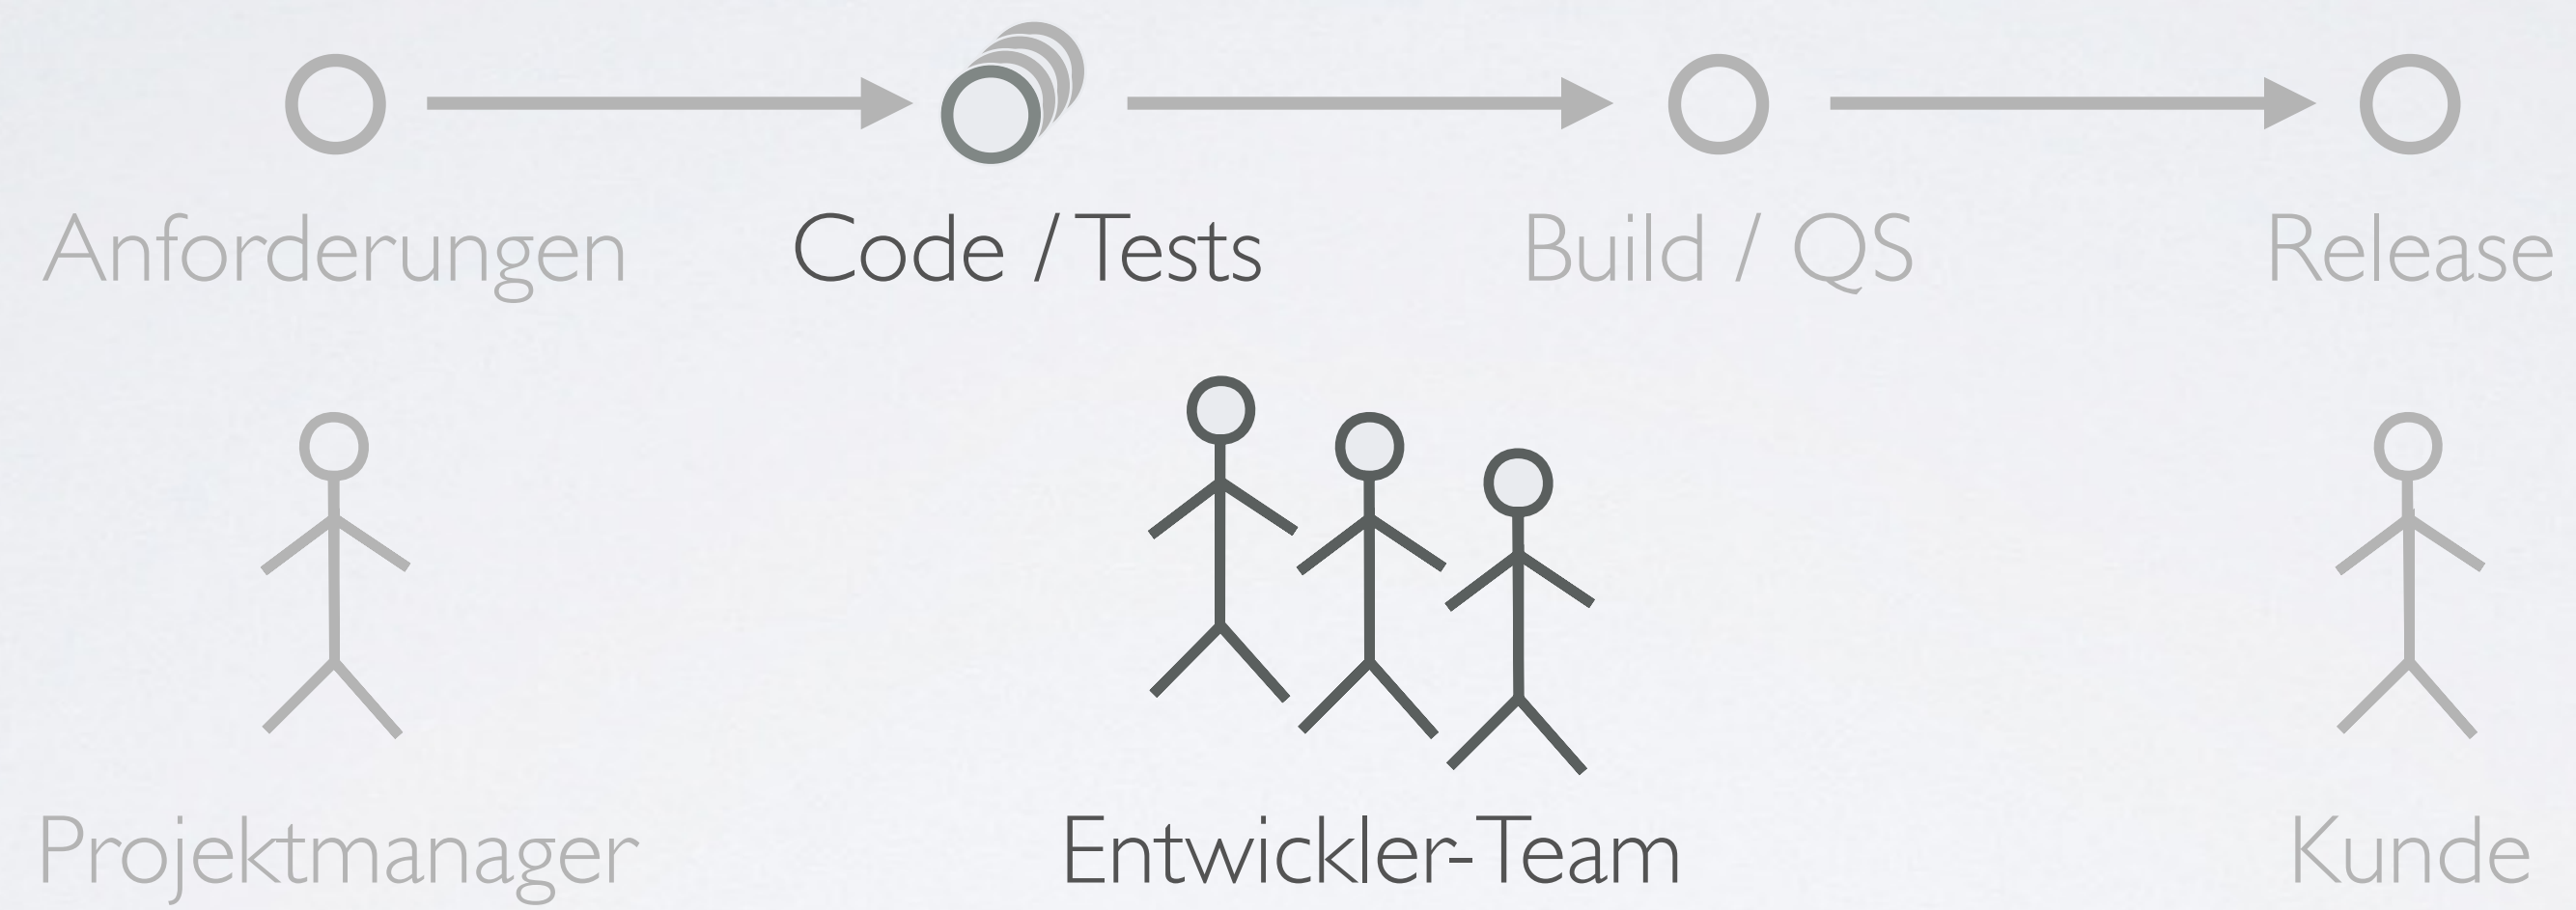 Anforderungen
Code / Tests
Build / QS
Release
Projektmanager
Entwickler-Team
Kunde